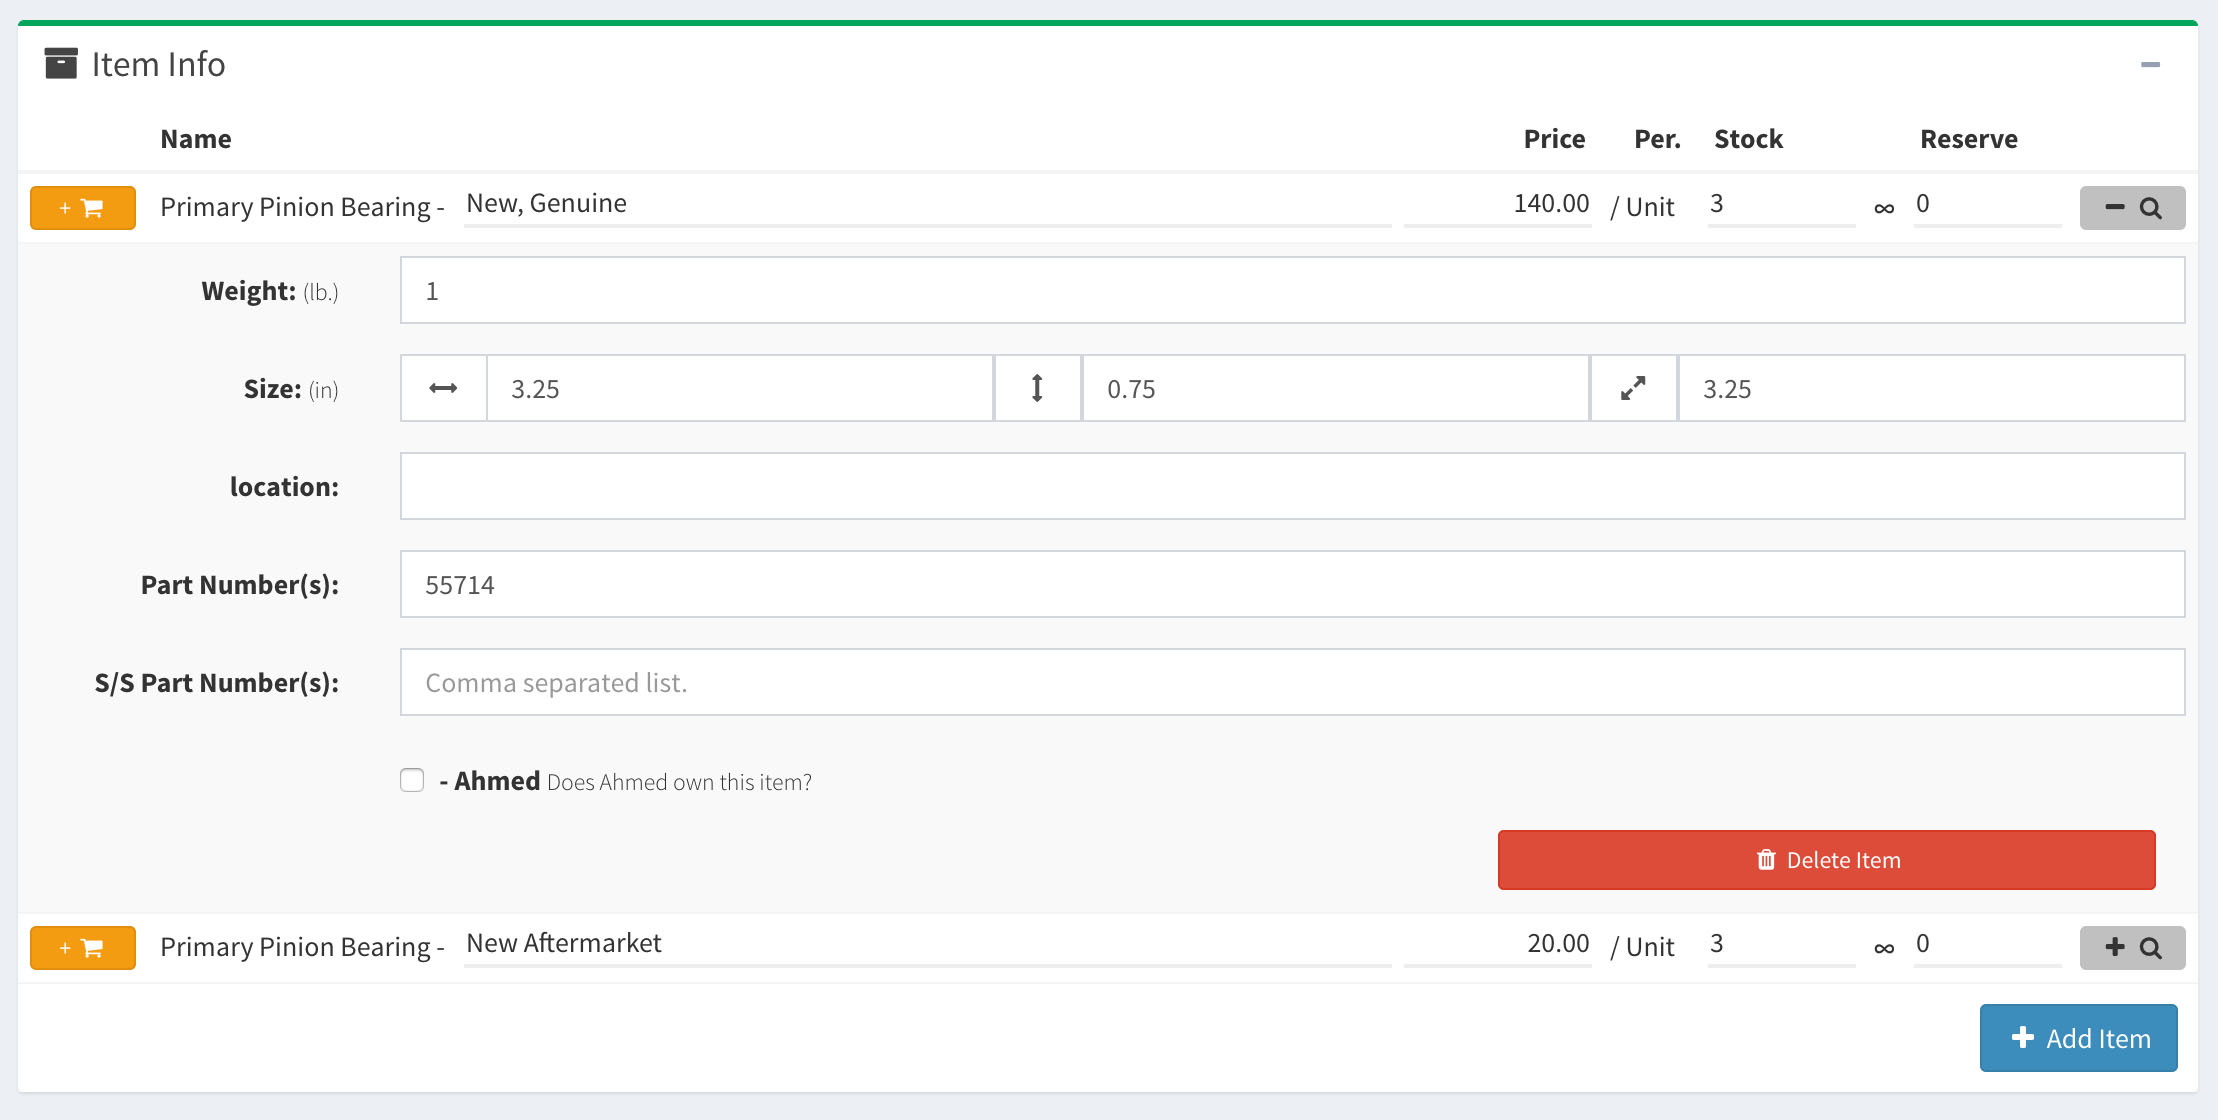 Item Info
Name Price Per. Stock Reserve
+ Primary Pinion Bearing - New, Genuine 140.00 / Unit 3 ∞ 0
Weight: (lb.) 1
Size: (in) 3.25 0.75 3.25
location:
Part Number(s): 55714
S/S Part Number(s): Comma separated list.
- Ahmed Does Ahmed own this item?
Delete Item
+ Primary Pinion Bearing - New Aftermarket 20.00 / Unit 3 ∞ 0
Add Item